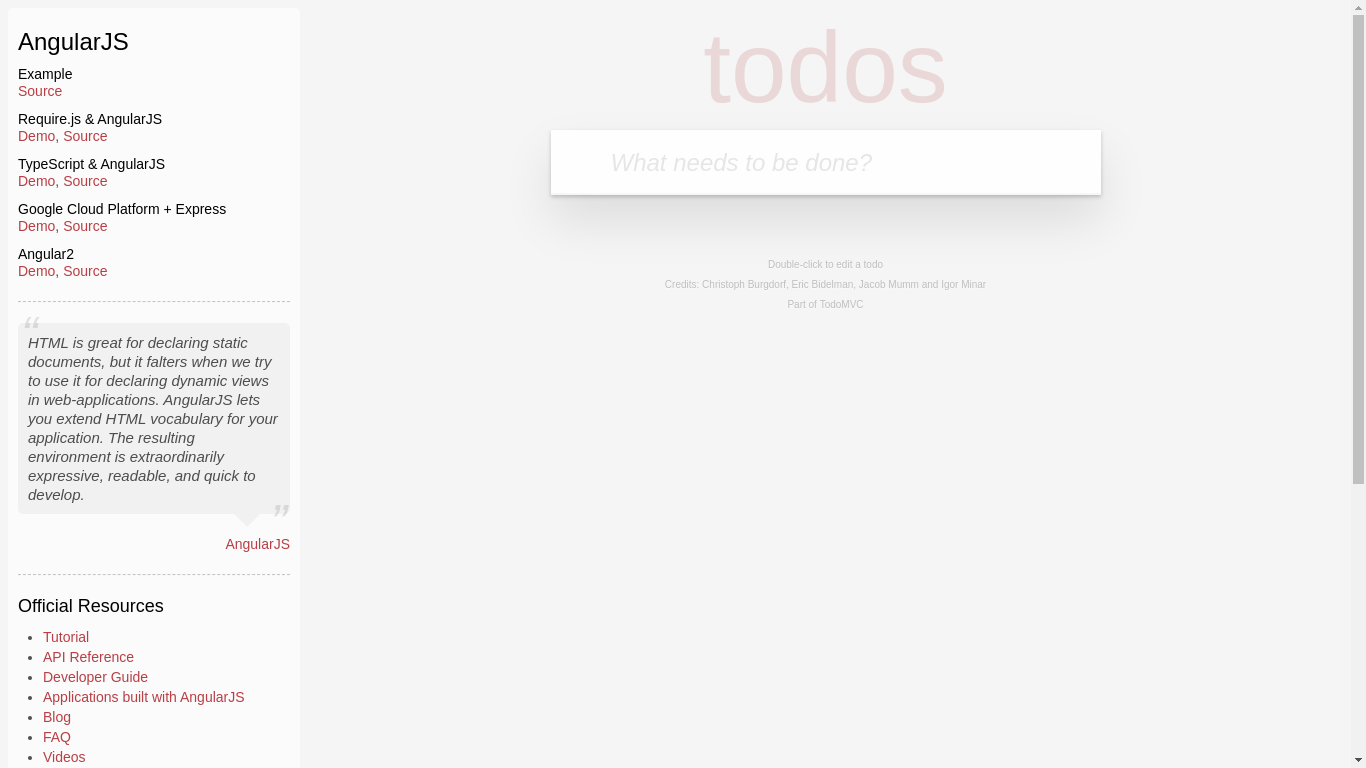 AngularJS
Example
Source
Require.js & AngularJS
Demo, Source
TypeScript & AngularJS
Demo, Source
Google Cloud Platform + Express
Demo, Source
Angular2
Demo, Source
“
HTML is great for declaring static
documents, but it falters when we try
to use it for declaring dynamic views
in web-applications. AngularJS lets
you extend HTML vocabulary for your
application. The resulting
environment is extraordinarily
expressive, readable, and quick to
develop.
”
AngularJS
Official Resources
Tutorial
API Reference
Developer Guide
Applications built with AngularJS
Blog
FAQ
Videos
todos
What needs to be done?
Double-click to edit a todo
Credits: Christoph Burgdorf, Eric Bidelman, Jacob Mumm and Igor Minar
Part of TodoMVC